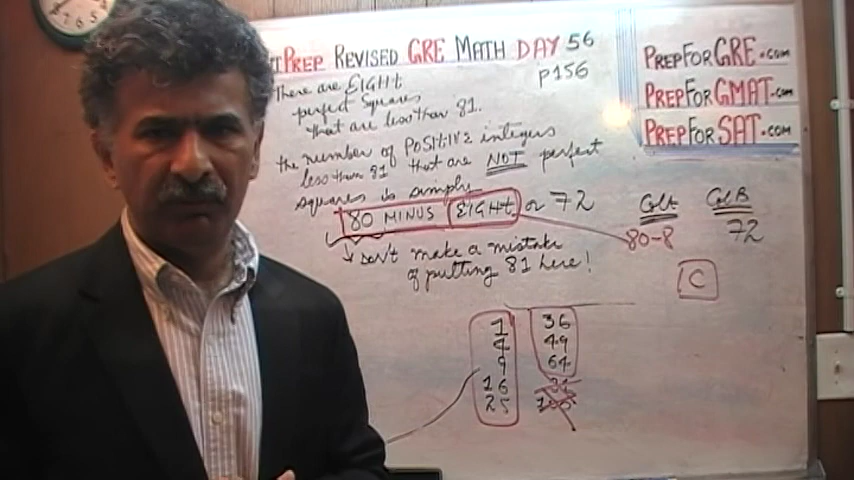 PREP REVISED GRE MATH DAY 56
p156
There are EIGHT
perfect squares
that are less than 81.
the number of POSITIVE integers
less than 81 that are NOT perfect
squares is simply
80 MINUS EIGHT or 72
Don't make a mistake
of putting 81 here!
PREPFORGRE.com
PREPFORGMAT.com
PREPFORSAT.com
ColA ColB
80-8 72
C
1 36
4 49
9 64
16 81
25 100